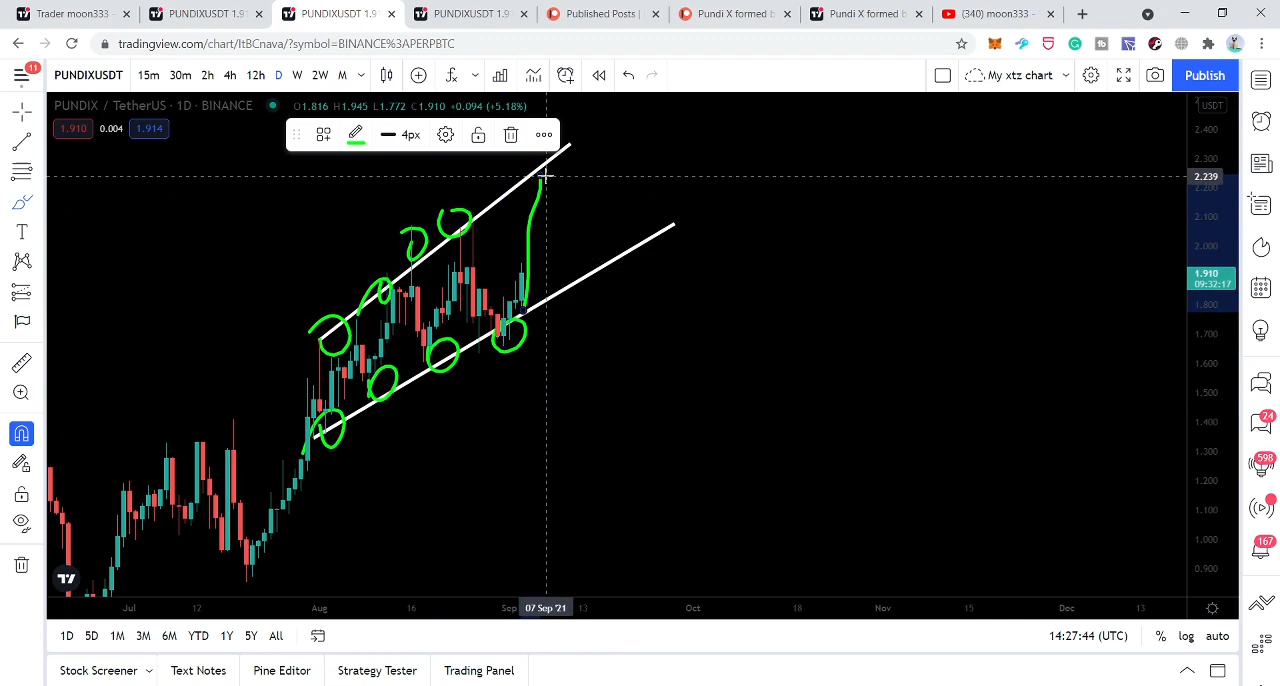 Trader moon333 –
PUNDIXUSDT 1.91
PUNDIXUSDT 1.91
PUNDIXUSDT 1.91
Published Posts |
Pundi X formed b
Pundi X formed b
(340) moon333 –
tradingview.com/chart/ItBCnava/?symbol=BINANCE%3APERPBTC
11
PUNDIXUSDT 15m 30m 2h 4h 12h D W 2W M
My xtz chart
Publish
PUNDIX / TetherUS · 1D · BINANCE
O1.816 H1.945 L1.772 C1.910 +0.094 (+5.18%)
USDT
1.910 0.004 1.914
4px
2.400
2.300
2.239
2.200
2.100
2.000
1.910
09:32:17
1.800
1.700
1.600
1.500
1.400
1.300
1.200
1.100
1.000
0.900
24
598
167
Jul 12 Aug 16 Sep 07 Sep '21 13 Oct 18 Nov 15 Dec 13
1D 5D 1M 3M 6M YTD 1Y 5Y All
14:27:44 (UTC) % log auto
Stock Screener Text Notes Pine Editor Strategy Tester Trading Panel